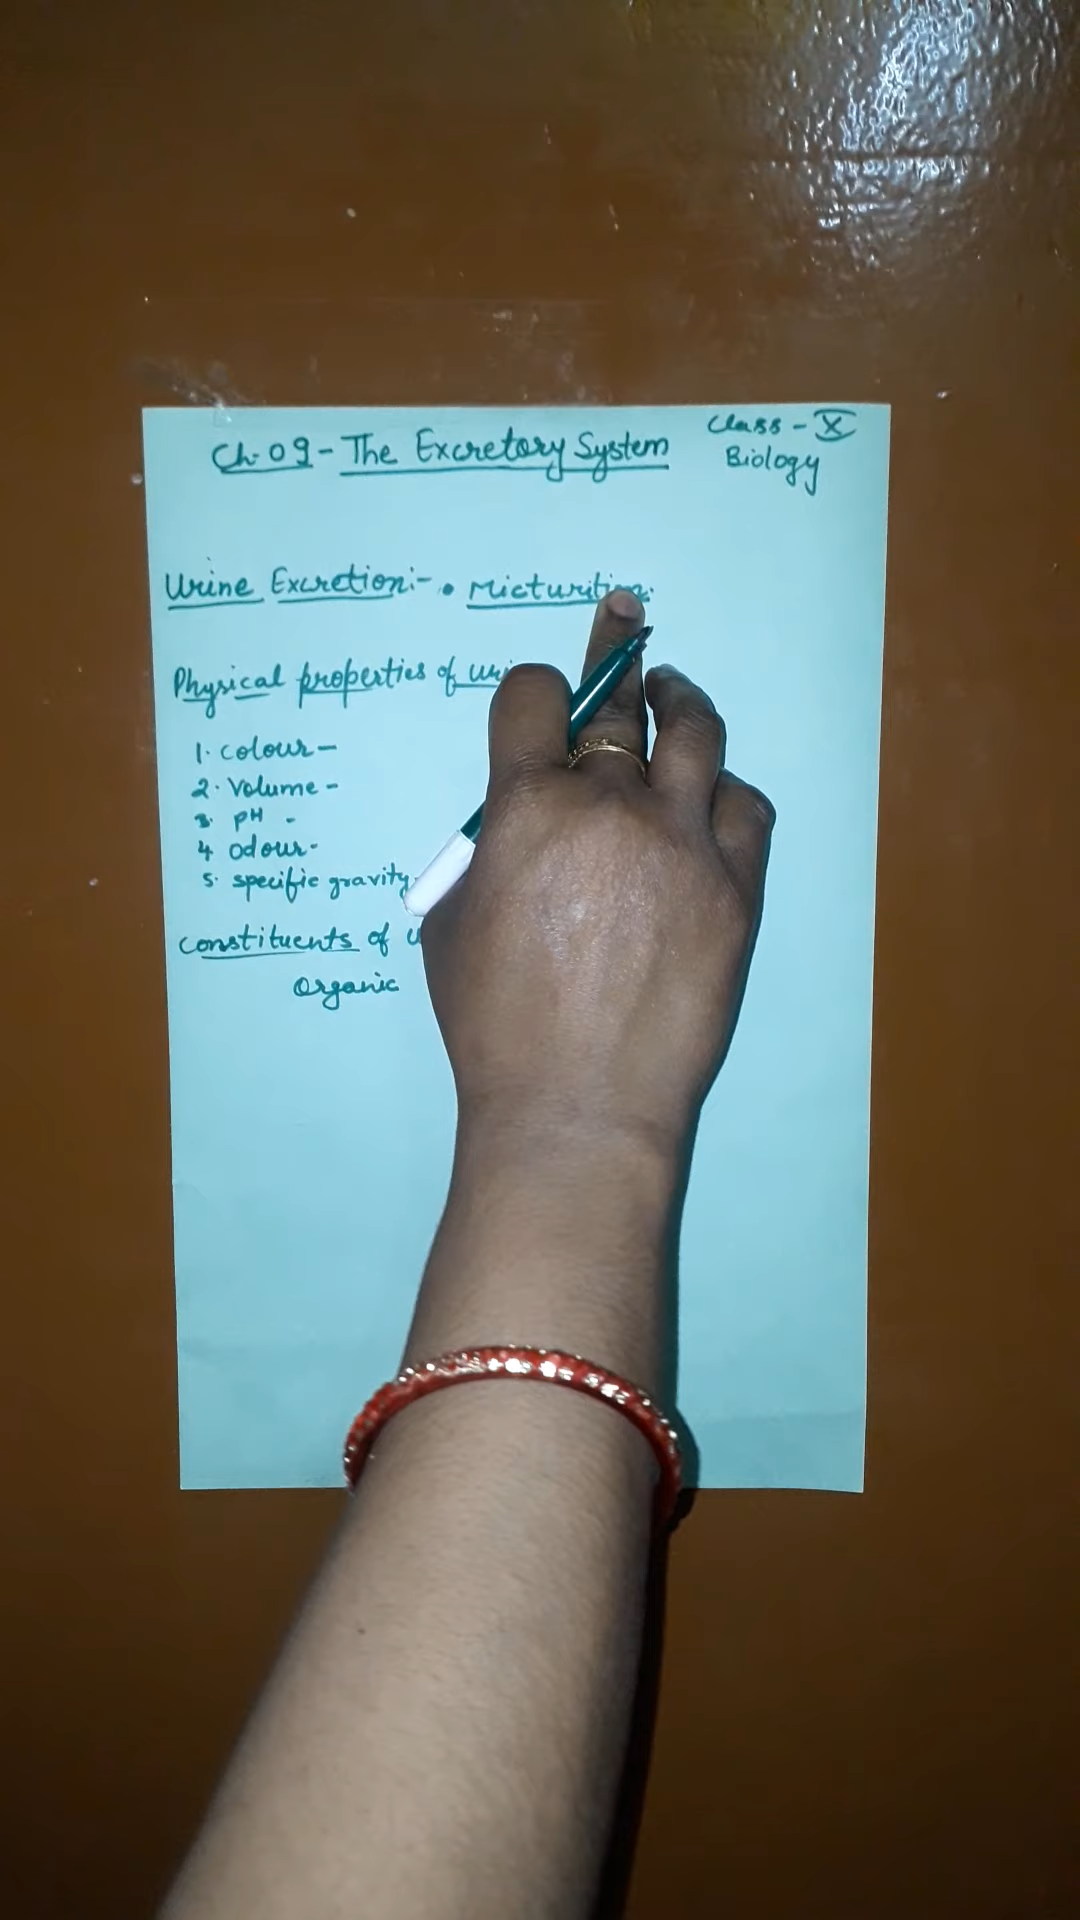 Ch. 09 - The Excretory System
Class - X
Biology
Urine Excretion:- • Micturition.
Physical properties of
1. Colour -
2. Volume -
3. pH -
4 Odour -
5. specific gravity
Constituents of
Organic